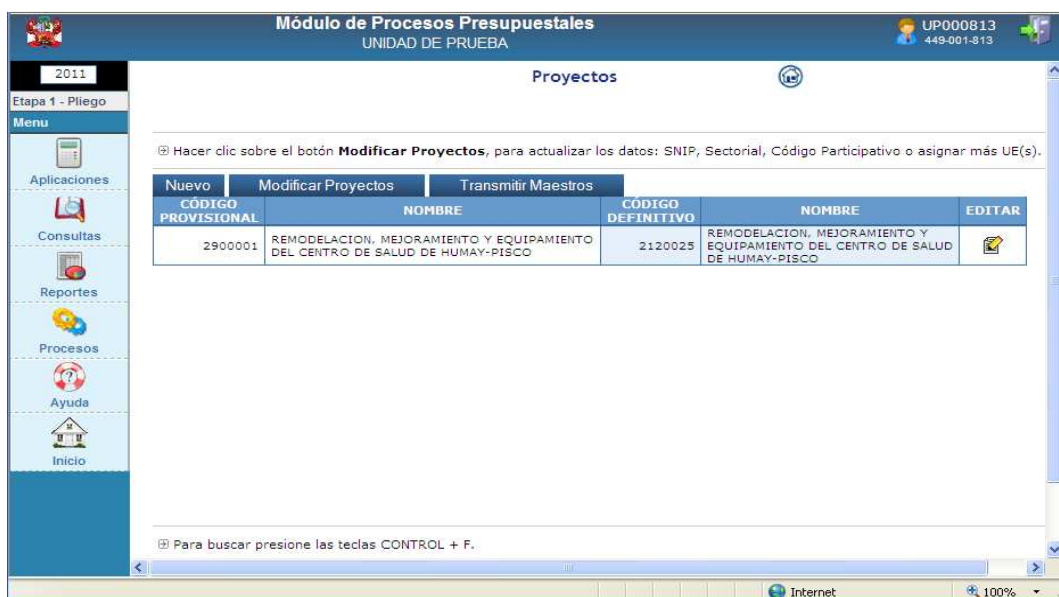 Módulo de Procesos Presupuestales
UNIDAD DE PRUEBA
UP000813
449-001-813
2011
Etapa 1 - Pliego
Menu
Aplicaciones
Consultas
Reportes
Procesos
Ayuda
Inicio
Proyectos
Hacer clic sobre el botón Modificar Proyectos, para actualizar los datos: SNIP, Sectorial, Código Participativo o asignar más UE(s).
Nuevo Modificar Proyectos Transmitir Maestros
CÓDIGO PROVISIONAL NOMBRE CÓDIGO DEFINITIVO NOMBRE EDITAR
2900001
REMODELACION, MEJORAMIENTO Y EQUIPAMIENTO
DEL CENTRO DE SALUD DE HUMAY-PISCO
2120025
REMODELACION, MEJORAMIENTO Y
EQUIPAMIENTO DEL CENTRO DE SALUD
DE HUMAY-PISCO
Para buscar presione las teclas CONTROL + F.
Internet 100%